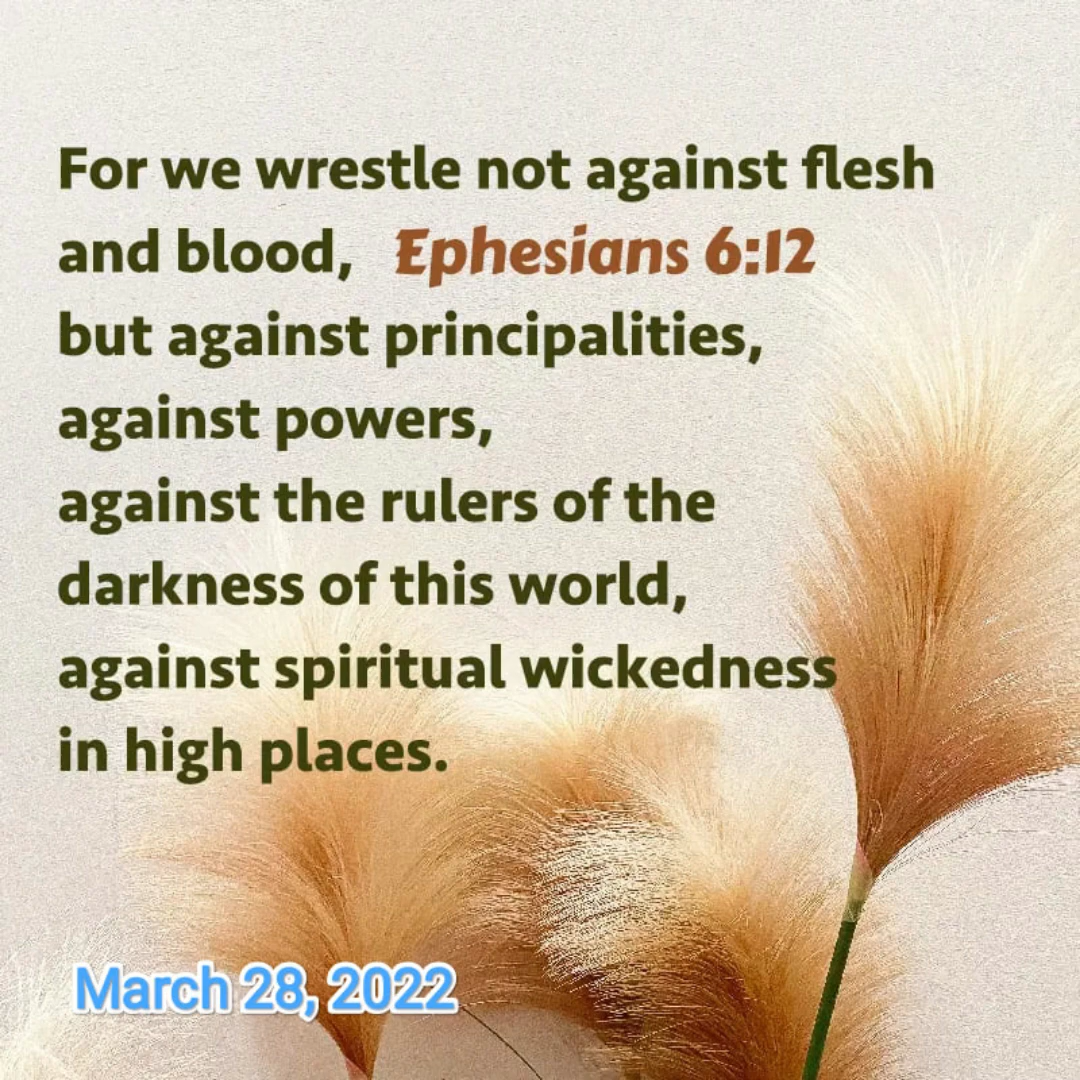 For we wrestle not against flesh
and blood, Ephesians 6:12
but against principalities,
against powers,
against the rulers of the
darkness of this world,
against spiritual wickedness
in high places.
March 28, 2022